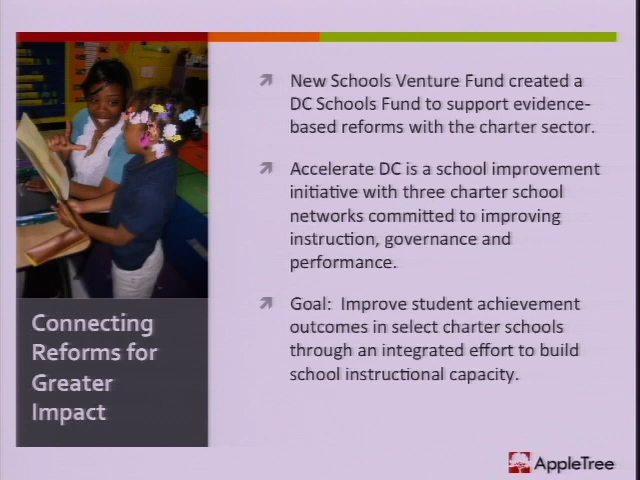 Connecting
Reforms for
Greater
Impact
New Schools Venture Fund created a
DC Schools Fund to support evidence-
based reforms with the charter sector.
Accelerate DC is a school improvement
initiative with three charter school
networks committed to improving
instruction, governance and
performance.
Goal:  Improve student achievement
outcomes in select charter schools
through an integrated effort to build
school instructional capacity.
AppleTree